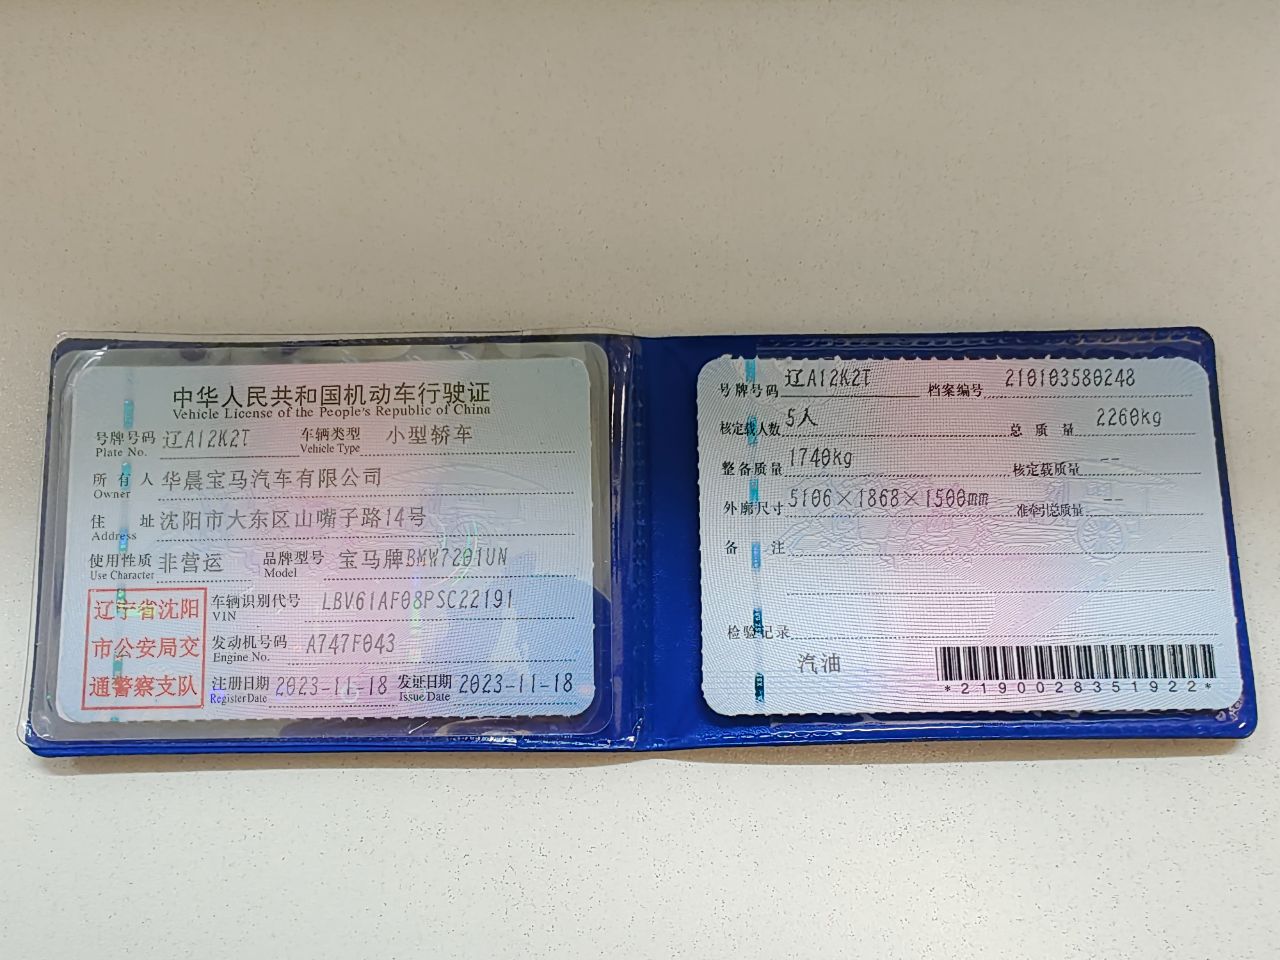 中华人民共和国机动车行驶证
Vehicle License of the People's Republic of China
号牌号码 辽A12K2T 车辆类型 小型轿车
Plate No. Vehicle Type
所有人 华晨宝马汽车有限公司
Owner
住址 沈阳市大东区山嘴子路14号
Address
使用性质 非营运 品牌型号 宝马牌BMW7201UN
Use Character Model
车辆识别代号 LBV61AF08PSC22191
VIN
发动机号码 A747F043
Engine No.
注册日期 2023-11-18 发证日期 2023-11-18
Register Date Issue Date
辽宁省沈阳
市公安局交
通警察支队
号牌号码 辽A12K2T 档案编号 210103580248
核定载人数 5人 总质量 2260kg
整备质量 1740kg 核定载质量 --
外廓尺寸 5106×1868×1500mm 准牵引总质量 --
备注
检验记录
汽油
*2190028351922*